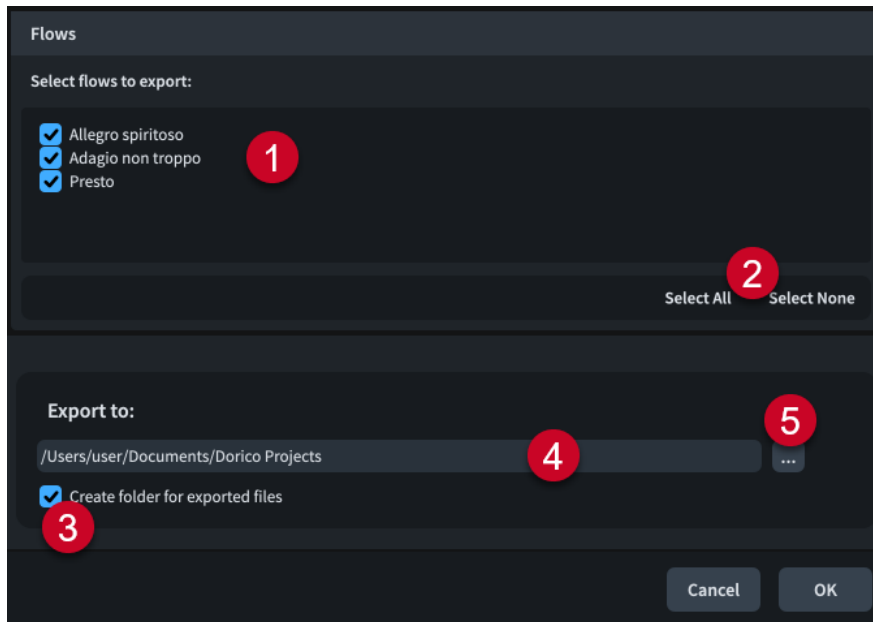 Flows
Select flows to export:
Allegro spiritoso
Adagio non troppo
1
Presto
2
Select All Select None
Export to:
5
/Users/user/Documents/Dorico Projects
4
...
Create folder for exported files
3
Cancel OK